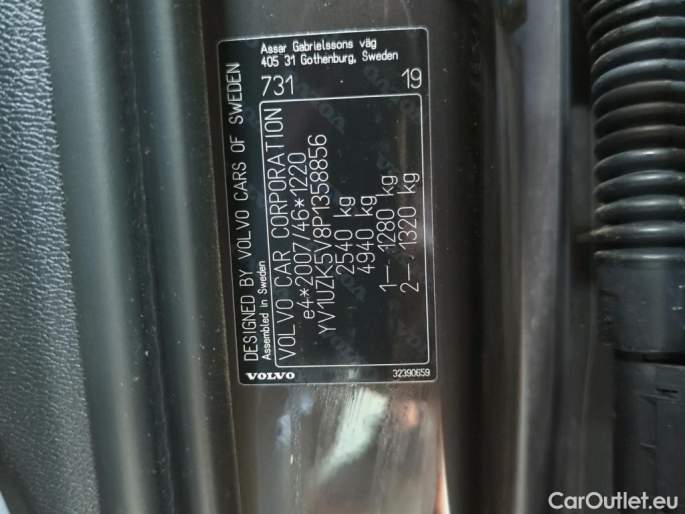 Assar Gabrielssons väg
405 31 Gothenburg, Sweden
731
19
DESIGNED BY VOLVO CARS OF SWEDEN
Assembled in Sweden
VOLVO CAR CORPORATION
e4*2007/46*1220
YV1UZK5V8P1358856
2540 kg
4940 kg
1– 1280 kg
2– 1320 kg
VOLVO
32390659
CarOutlet.eu